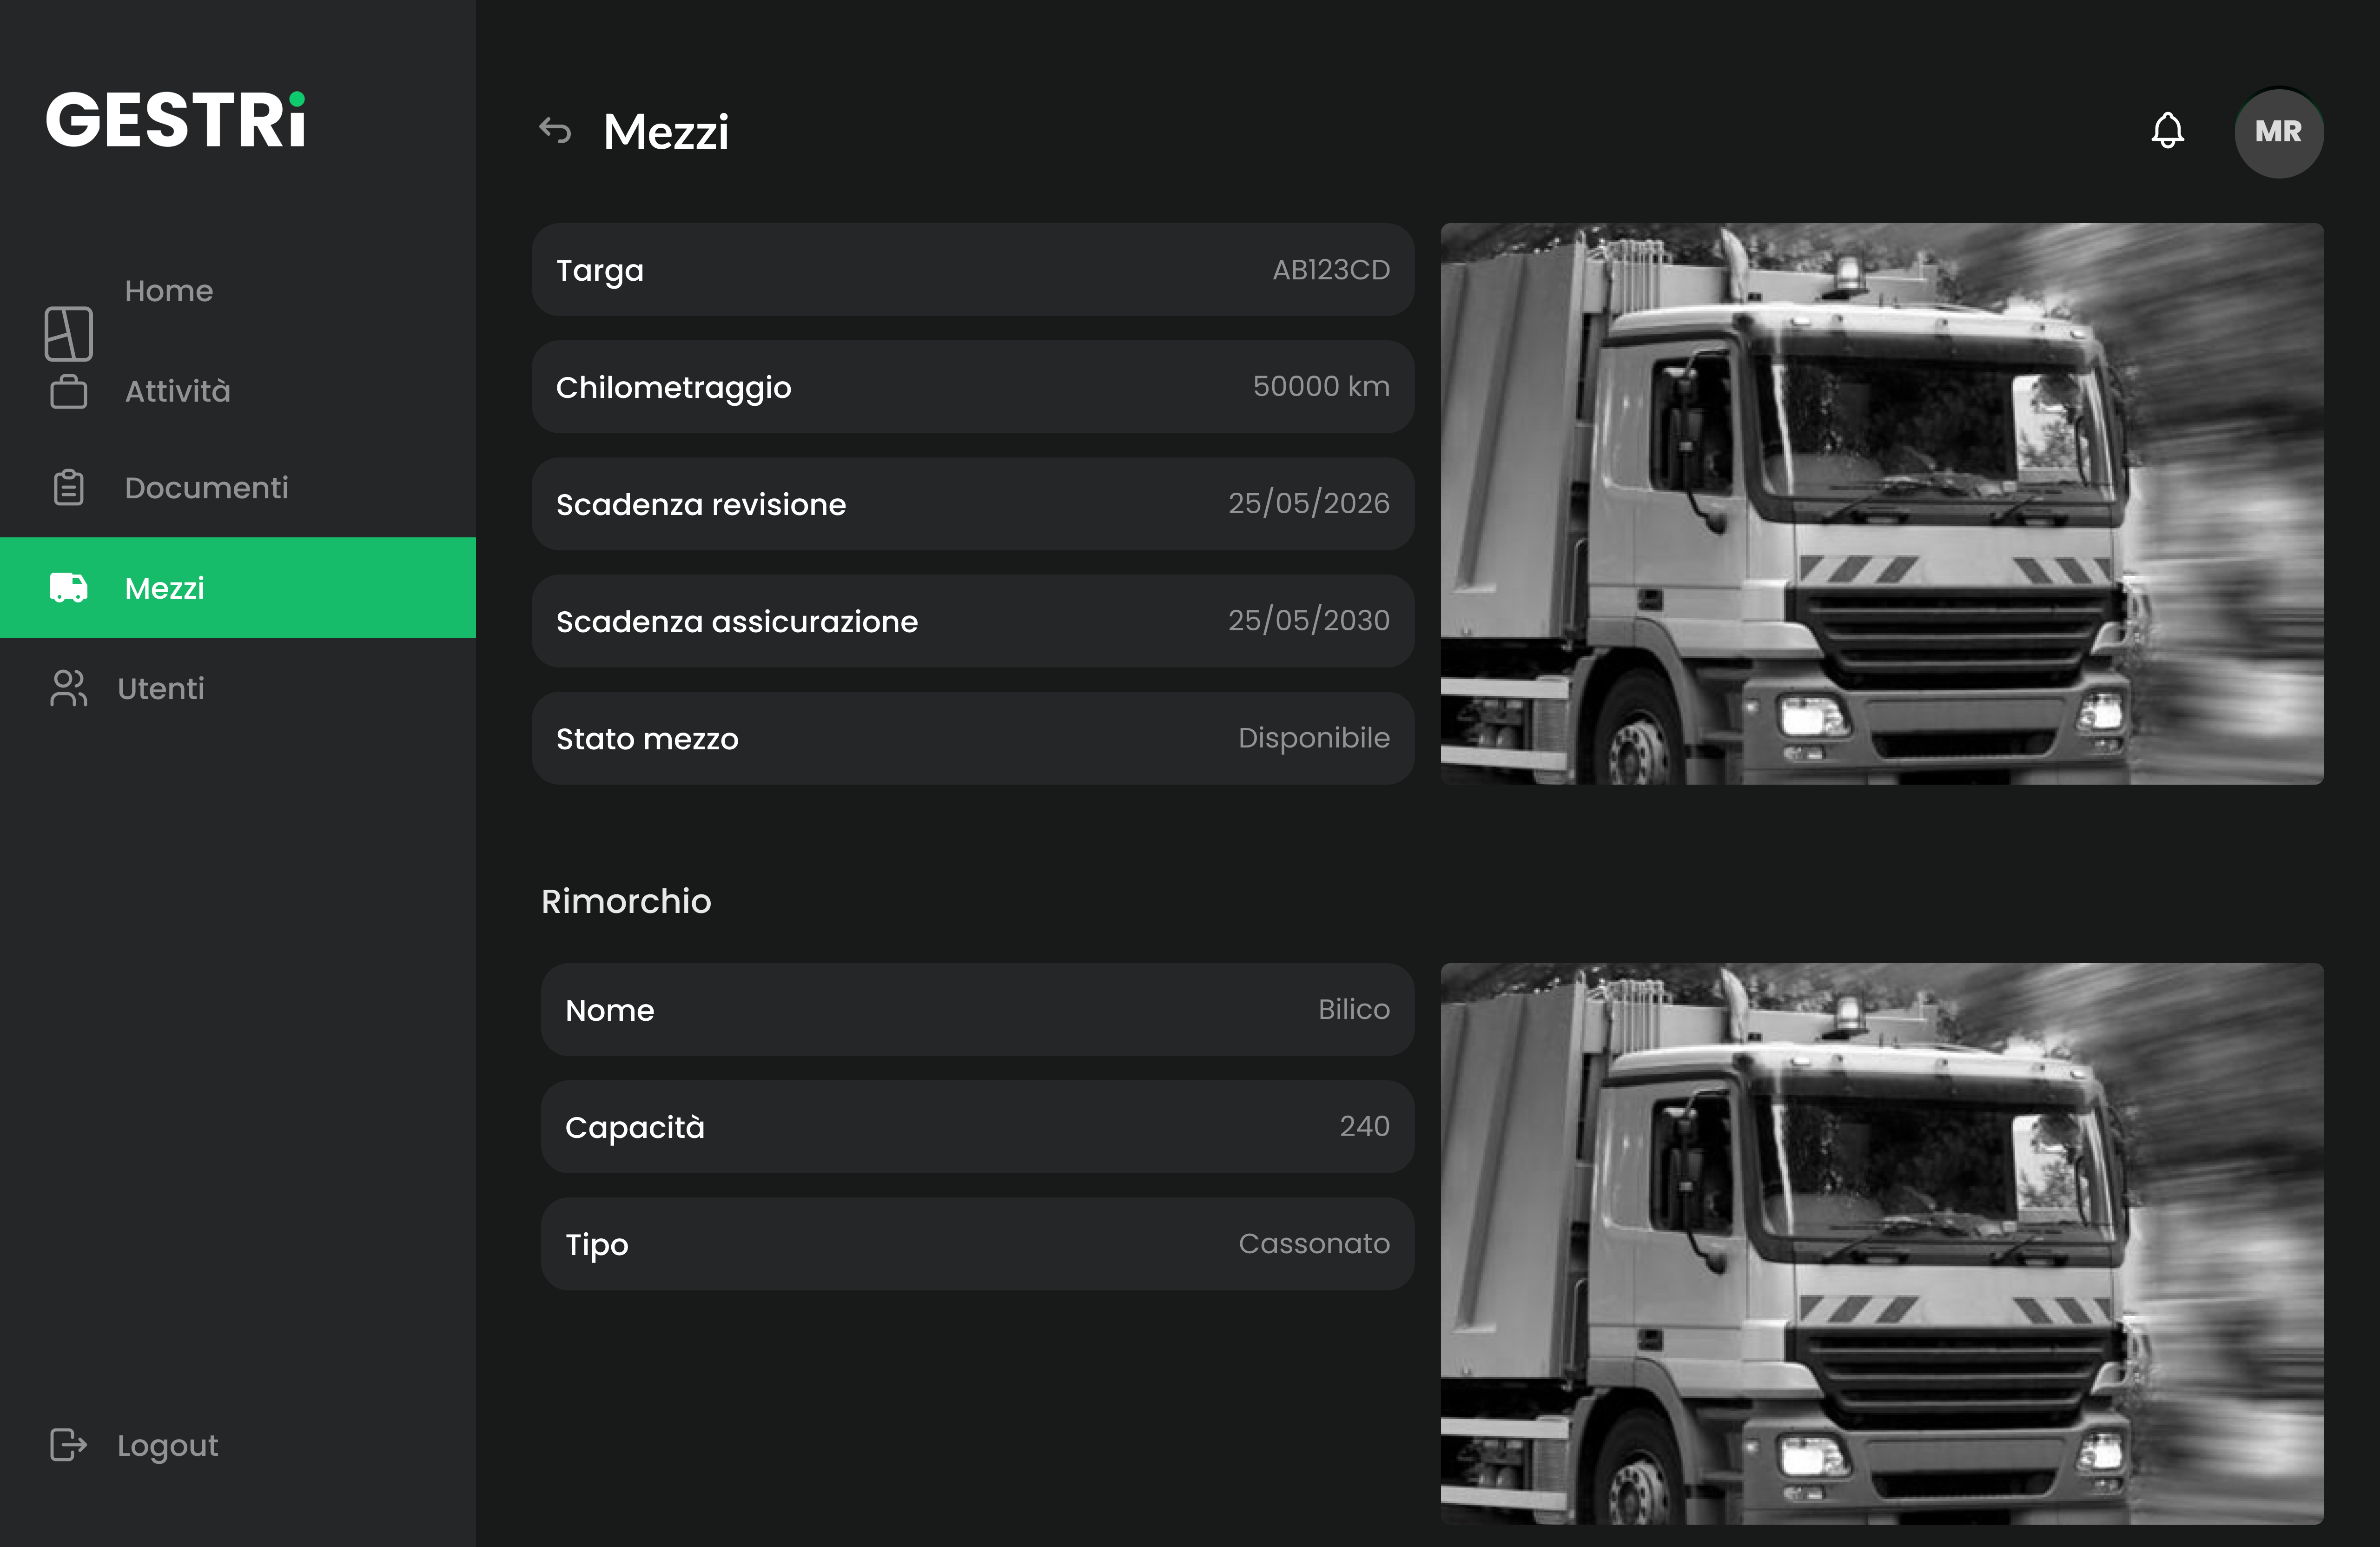 GESTRi
Home
Attività
Documenti
Mezzi
Utenti
Logout
Mezzi
MR
Targa AB123CD
Chilometraggio 50000 km
Scadenza revisione 25/05/2026
Scadenza assicurazione 25/05/2030
Stato mezzo Disponibile
Rimorchio
Nome Bilico
Capacità 240
Tipo Cassonato